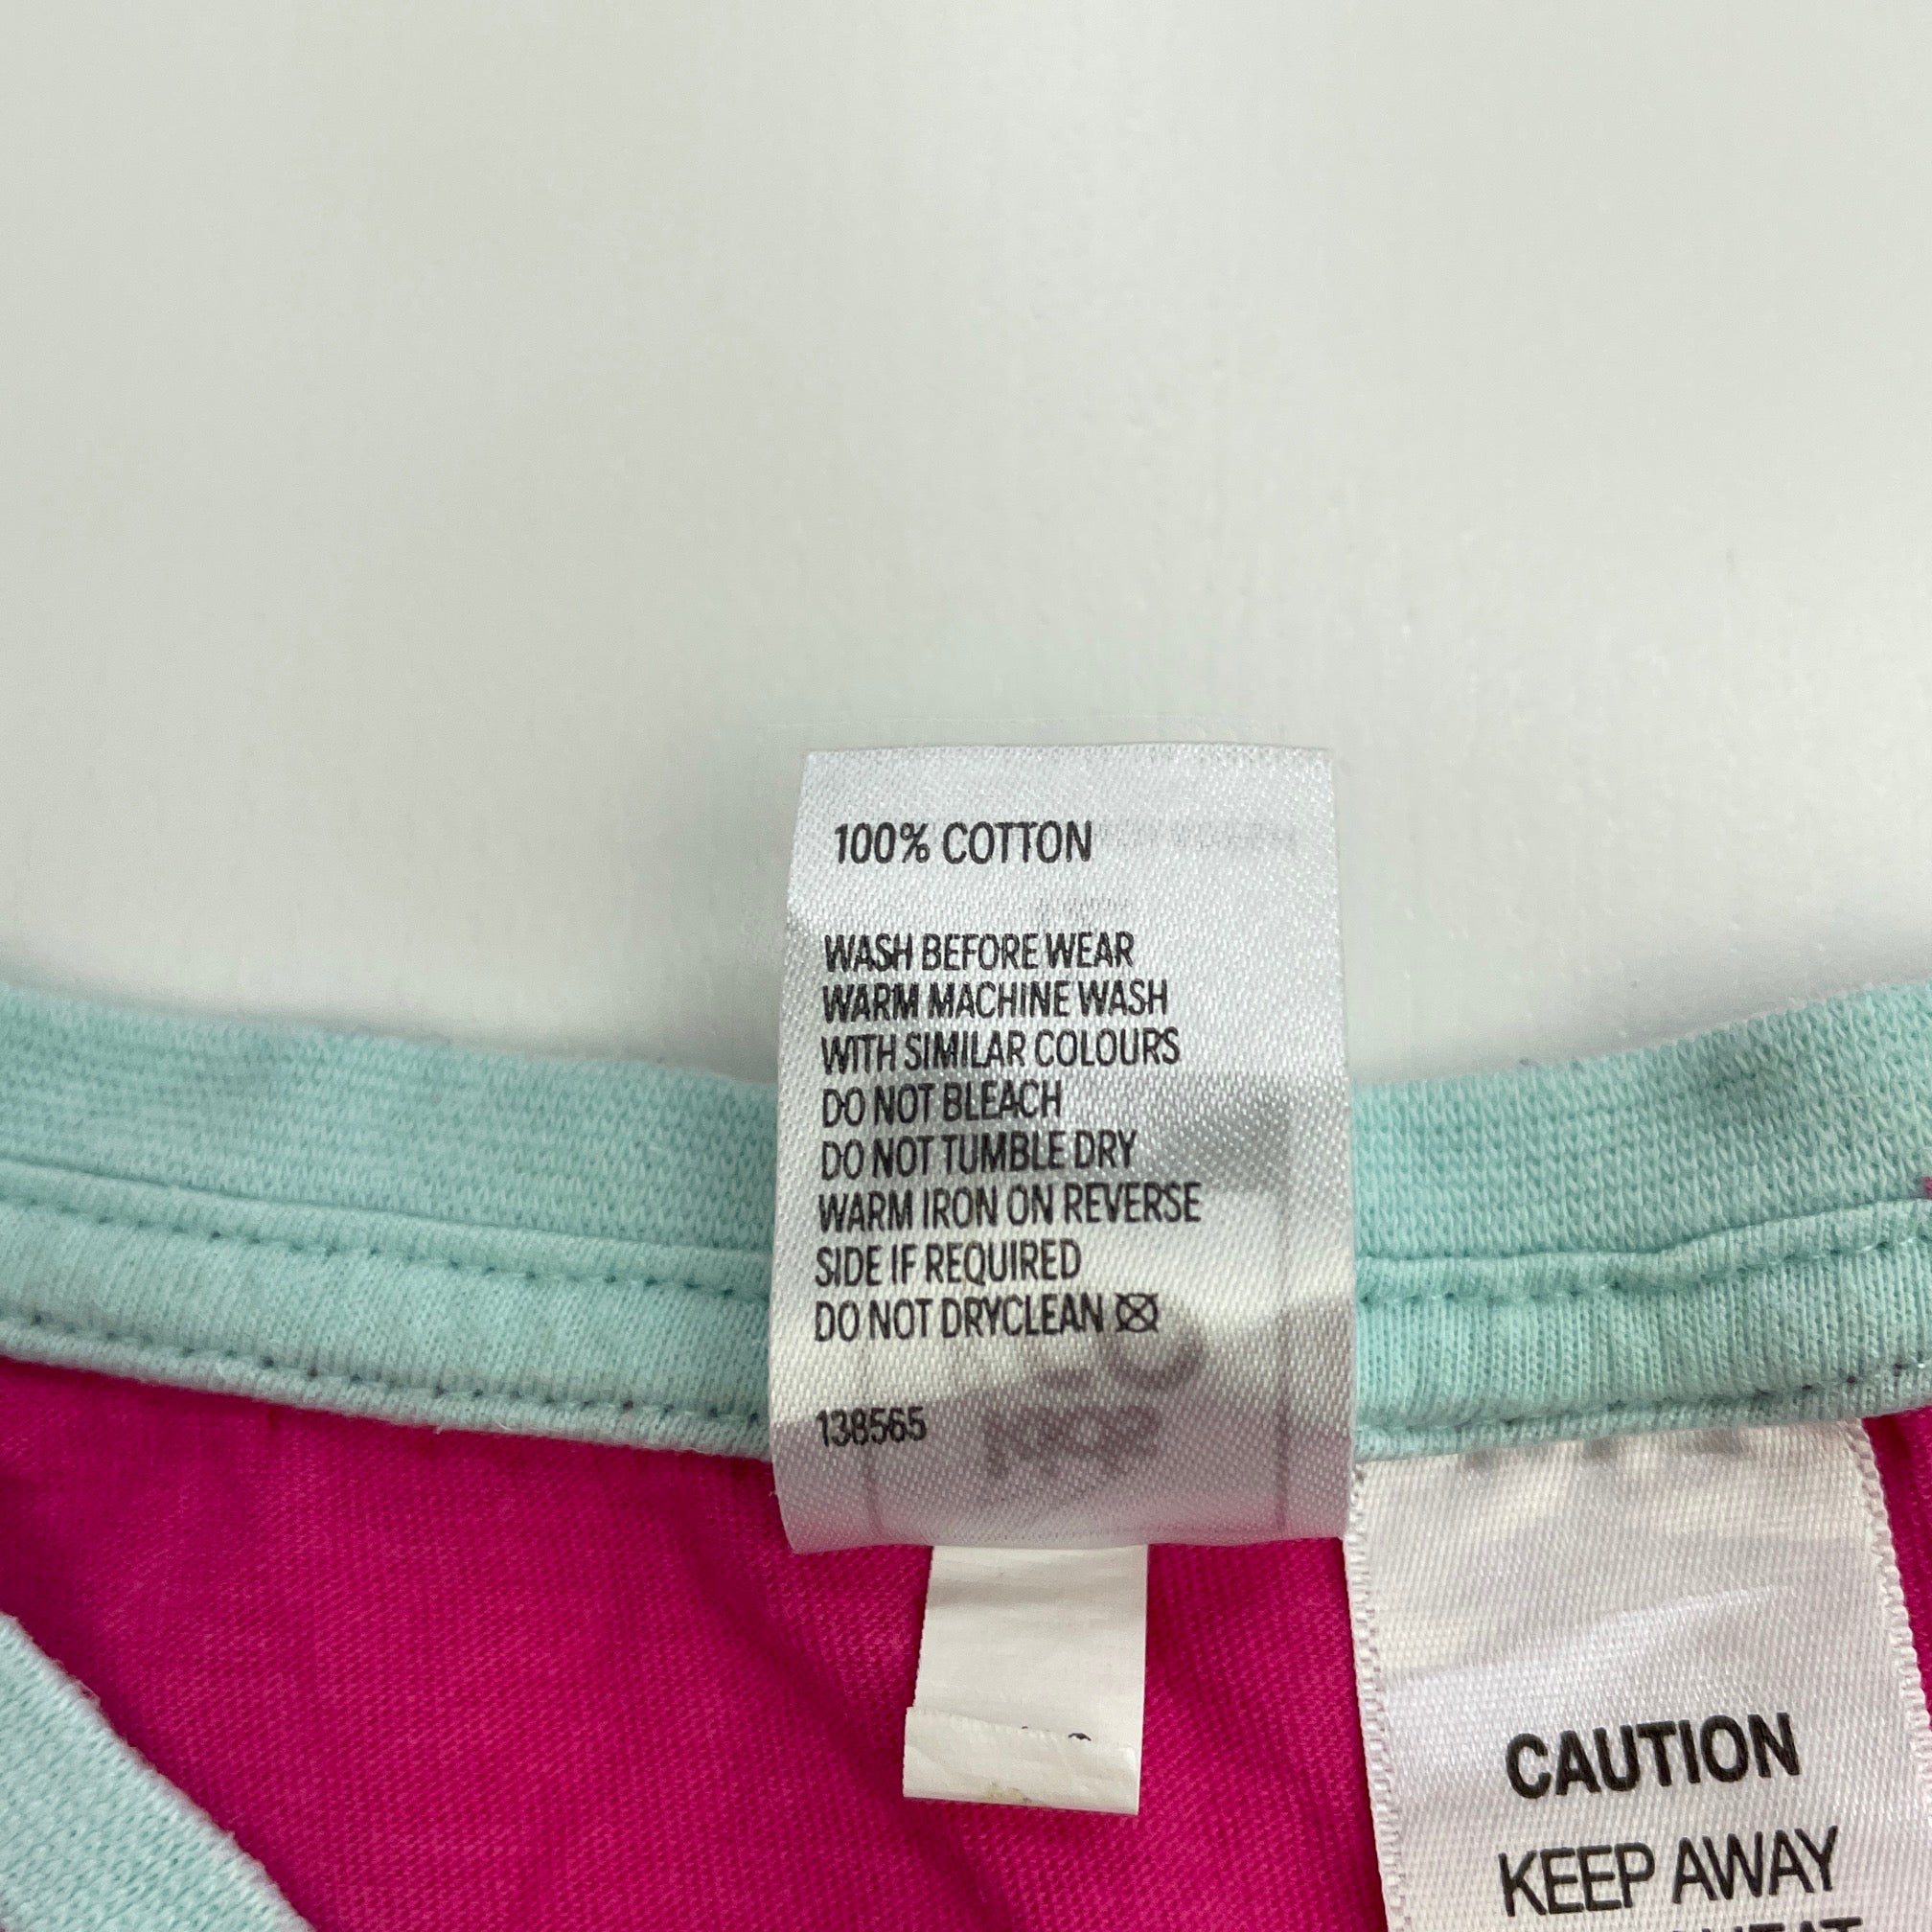 100% COTTON
WASH BEFORE WEAR
WARM MACHINE WASH
WITH SIMILAR COLOURS
DO NOT BLEACH
DO NOT TUMBLE DRY
WARM IRON ON REVERSE
SIDE IF REQUIRED
DO NOT DRYCLEAN
138565
CAUTION
KEEP AWAY